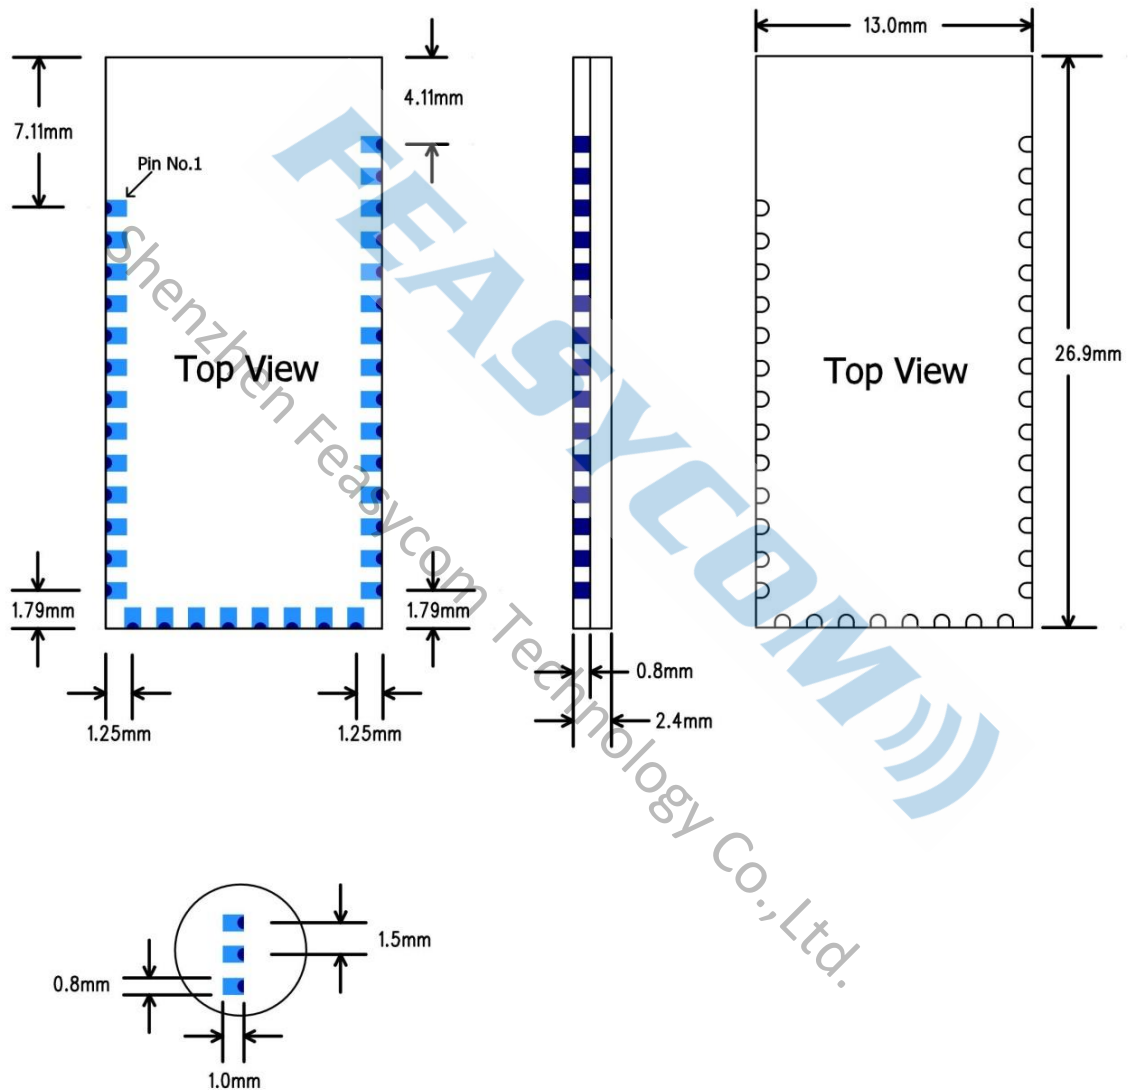 13.0mm
4.11mm
7.11mm
Pin No.1
Top View
Top View
26.9mm
1.79mm
1.79mm
0.8mm
2.4mm
1.25mm
1.25mm
1.5mm
0.8mm
1.0mm
FEASYCOM
Shenzhen Feasycom Technology Co.,Ltd.